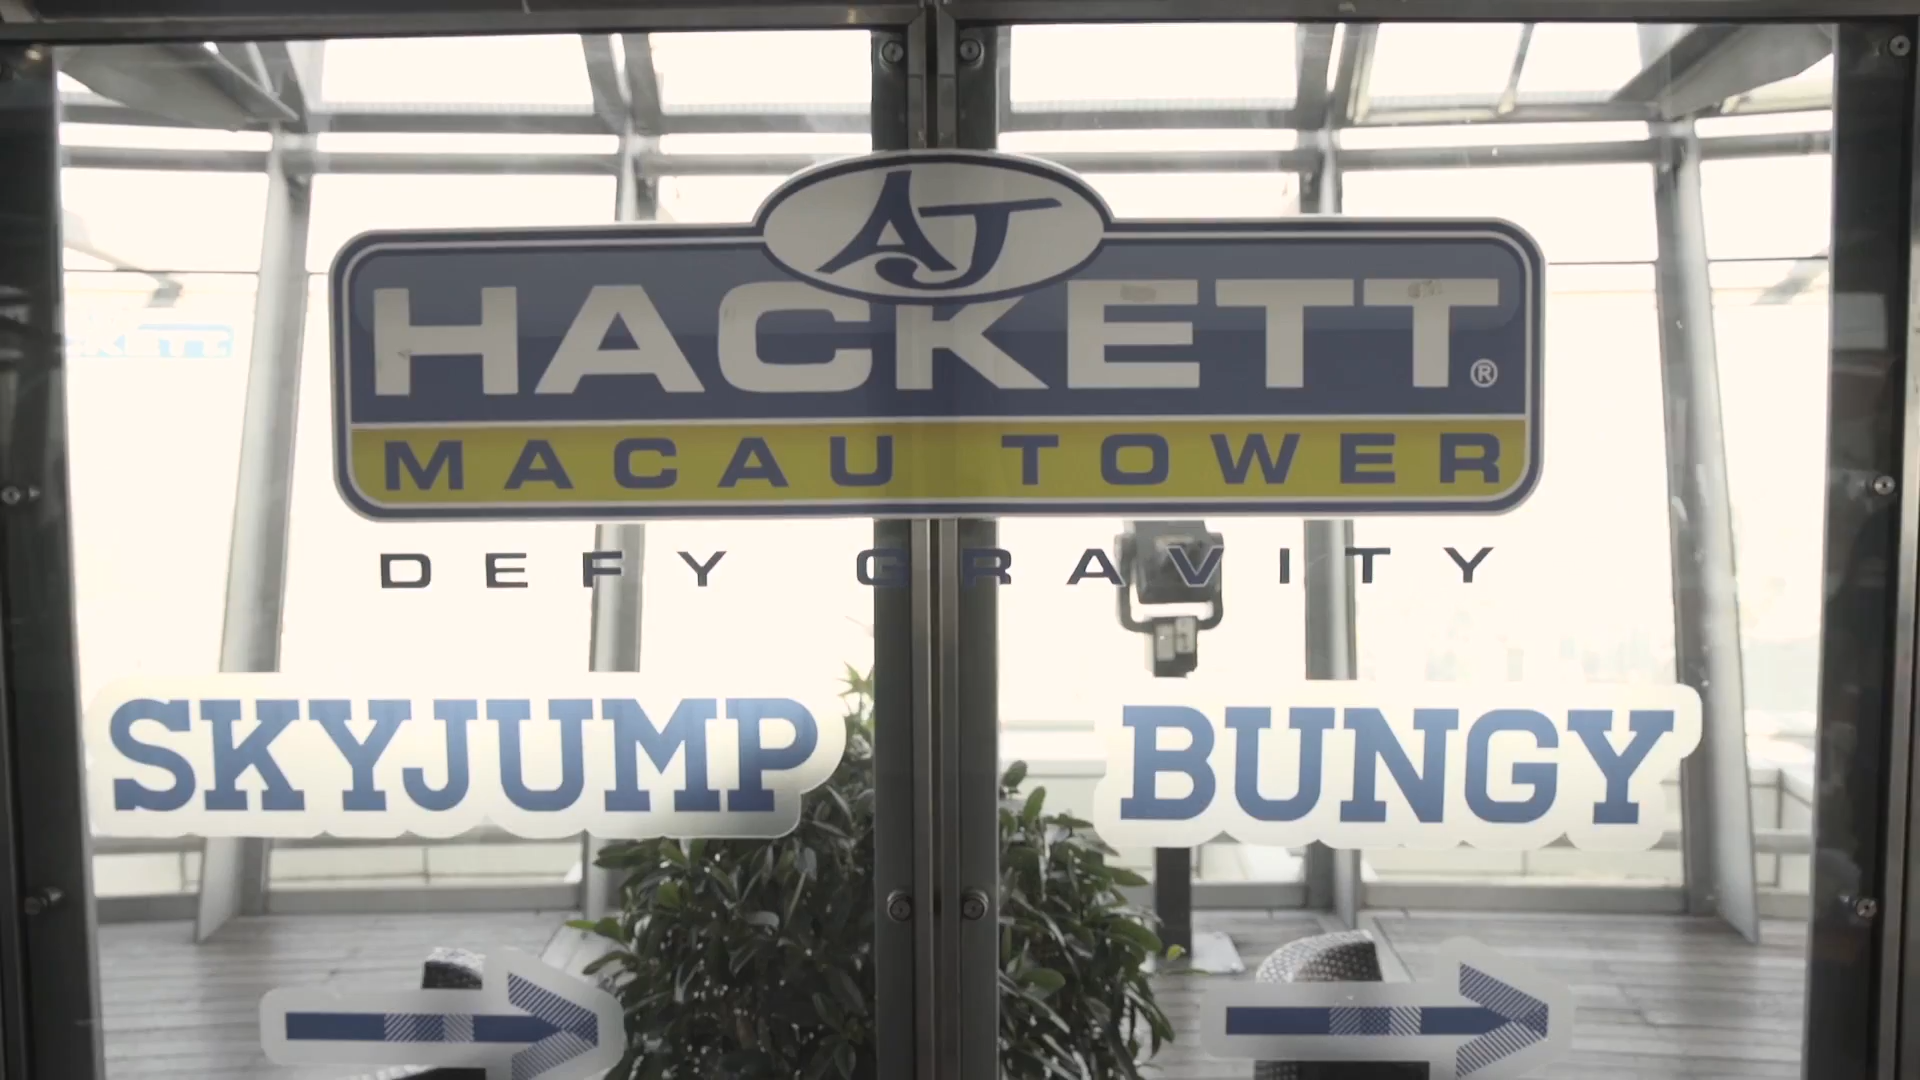 AJ
HACKETT®
MACAU TOWER
DEFY GRAVITY
SKYJUMP
BUNGY